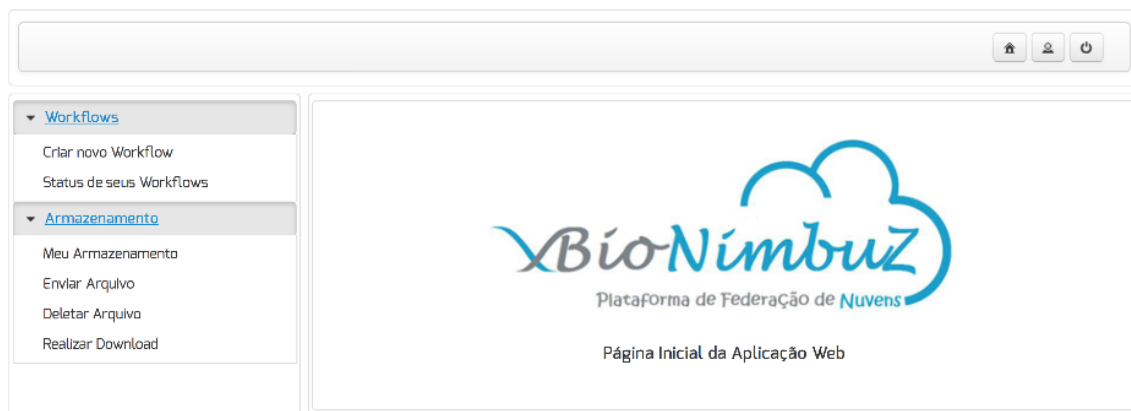 Workflows
Criar novo Workflow
Status de seus Workflows
Armazenamento
Meu Armazenamento
Enviar Arquivo
Deletar Arquivo
Realizar Download
BioNimbuZ
Plataforma de Federação de Nuvens
Página Inicial da Aplicação Web